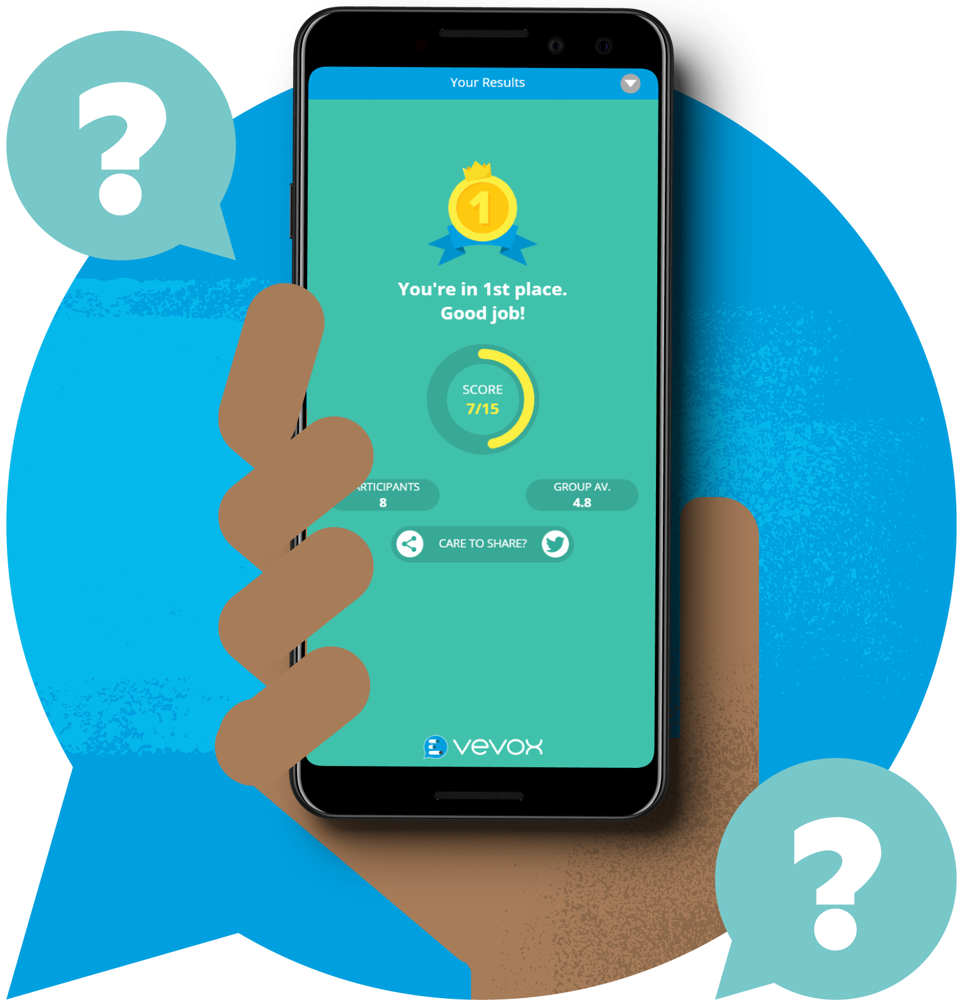 ?
Your Results
1
You're in 1st place.
Good job!
SCORE
7/15
ARTICIPANTS
8
GROUP AV.
4.8
CARE TO SHARE?
vevox
?